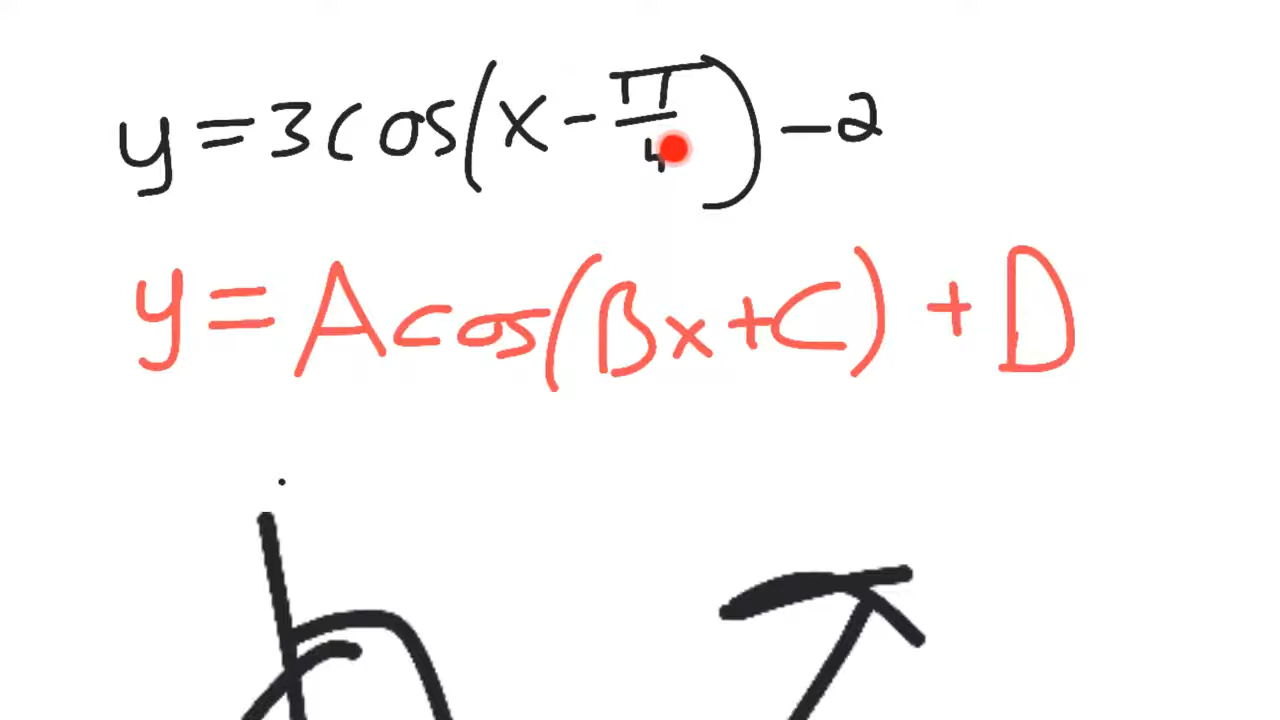 y = 3cos(x - π/4) - 2
y = Acos(Bx + C) + D